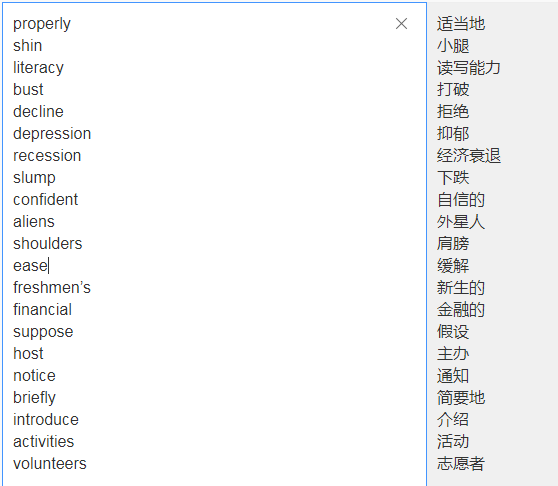 properly
shin
literacy
bust
decline
depression
recession
slump
confident
aliens
shoulders
ease
freshmen’s
financial
suppose
host
notice
briefly
introduce
activities
volunteers
适当地
小腿
读写能力
打破
拒绝
抑郁
经济衰退
下跌
自信的
外星人
肩膀
缓解
新生的
金融的
假设
主办
通知
简要地
介绍
活动
志愿者